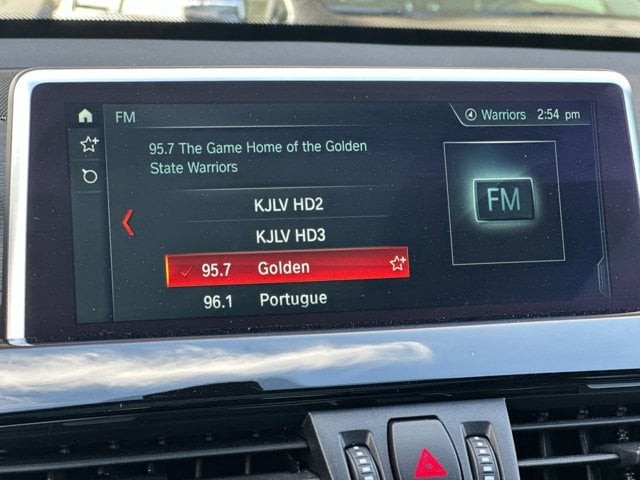 FM
Warriors 2:54 pm
95.7 The Game Home of the Golden
State Warriors
KJLV HD2
KJLV HD3
95.7 Golden
96.1 Portugue
FM